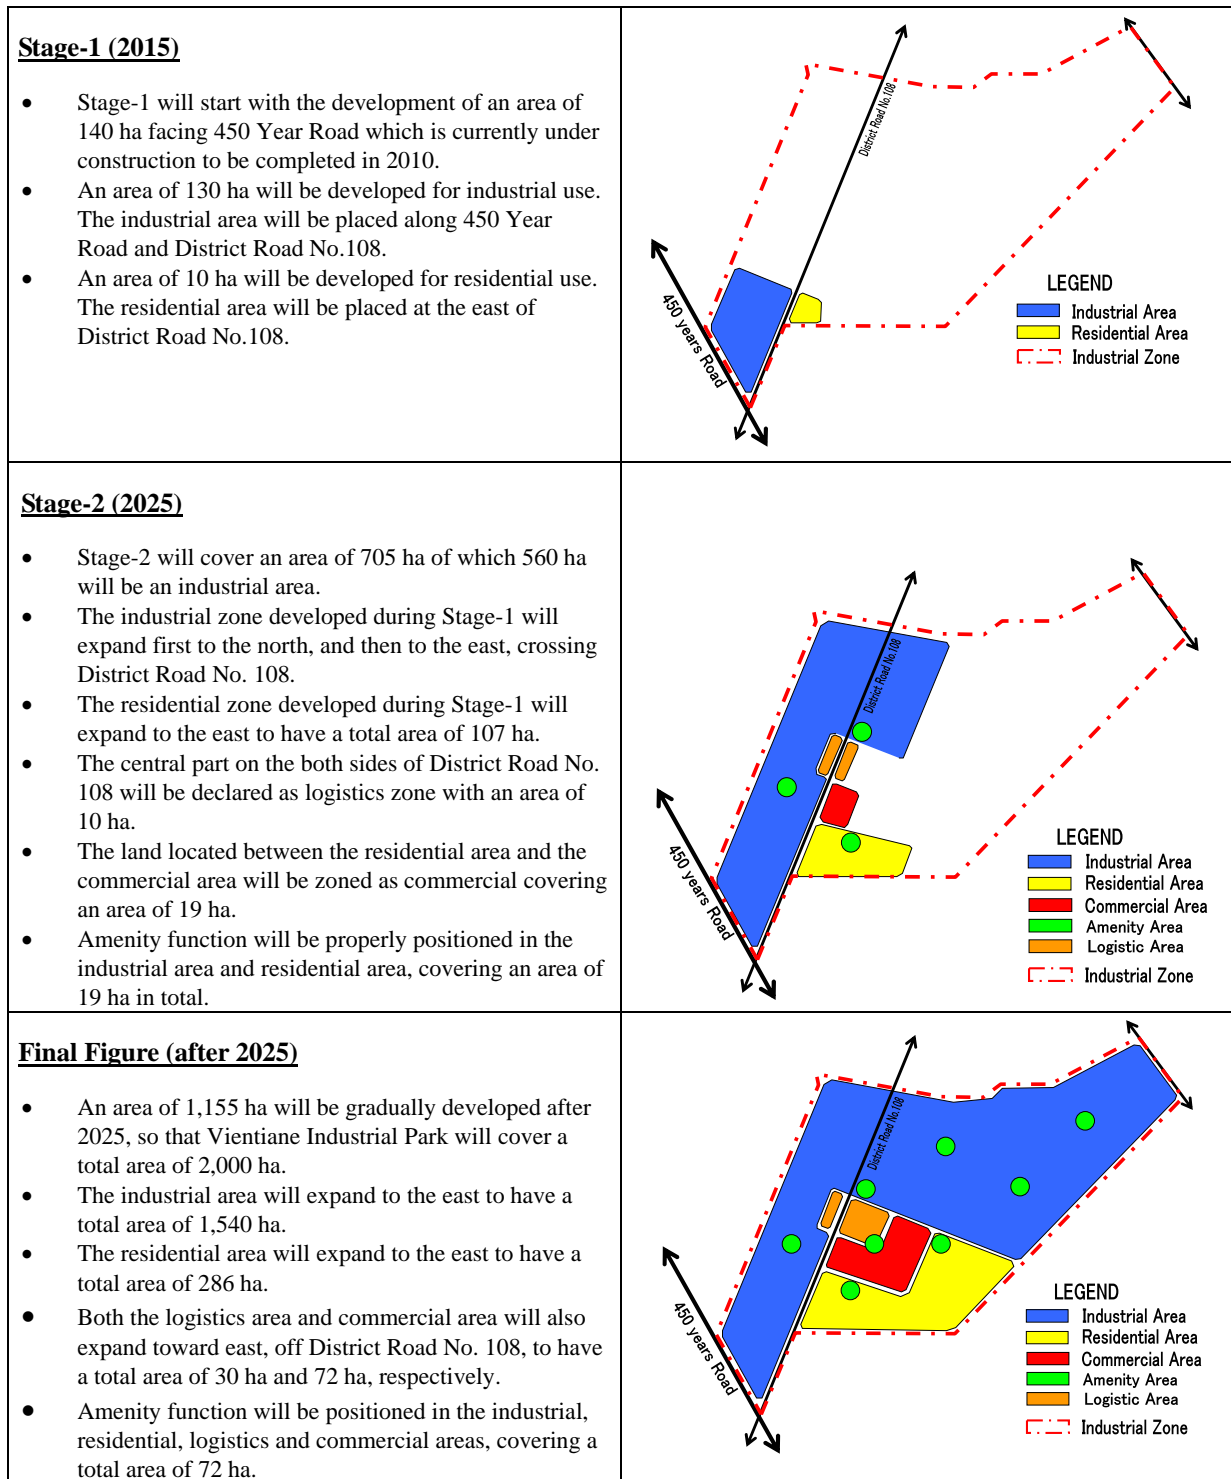 Stage-1 (2015)
• Stage-1 will start with the development of an area of
140 ha facing 450 Year Road which is currently under
construction to be completed in 2010.
• An area of 130 ha will be developed for industrial use.
The industrial area will be placed along 450 Year
Road and District Road No.108.
• An area of 10 ha will be developed for residential use.
The residential area will be placed at the east of
District Road No.108.
District Road No.108
450 years Road
LEGEND
Industrial Area
Residential Area
Industrial Zone
Stage-2 (2025)
• Stage-2 will cover an area of 705 ha of which 560 ha
will be an industrial area.
• The industrial zone developed during Stage-1 will
expand first to the north, and then to the east, crossing
District Road No. 108.
• The residential zone developed during Stage-1 will
expand to the east to have a total area of 107 ha.
• The central part on the both sides of District Road No.
108 will be declared as logistics zone with an area of
10 ha.
• The land located between the residential area and the
commercial area will be zoned as commercial covering
an area of 19 ha.
• Amenity function will be properly positioned in the
industrial area and residential area, covering an area of
19 ha in total.
District Road No.108
450 years Road
LEGEND
Industrial Area
Residential Area
Commercial Area
Amenity Area
Logistic Area
Industrial Zone
Final Figure (after 2025)
• An area of 1,155 ha will be gradually developed after
2025, so that Vientiane Industrial Park will cover a
total area of 2,000 ha.
• The industrial area will expand to the east to have a
total area of 1,540 ha.
• The residential area will expand to the east to have a
total area of 286 ha.
• Both the logistics area and commercial area will also
expand toward east, off District Road No. 108, to have
a total area of 30 ha and 72 ha, respectively.
• Amenity function will be positioned in the industrial,
residential, logistics and commercial areas, covering a
total area of 72 ha.
District Road No.108
450 years Road
LEGEND
Industrial Area
Residential Area
Commercial Area
Amenity Area
Logistic Area
Industrial Zone